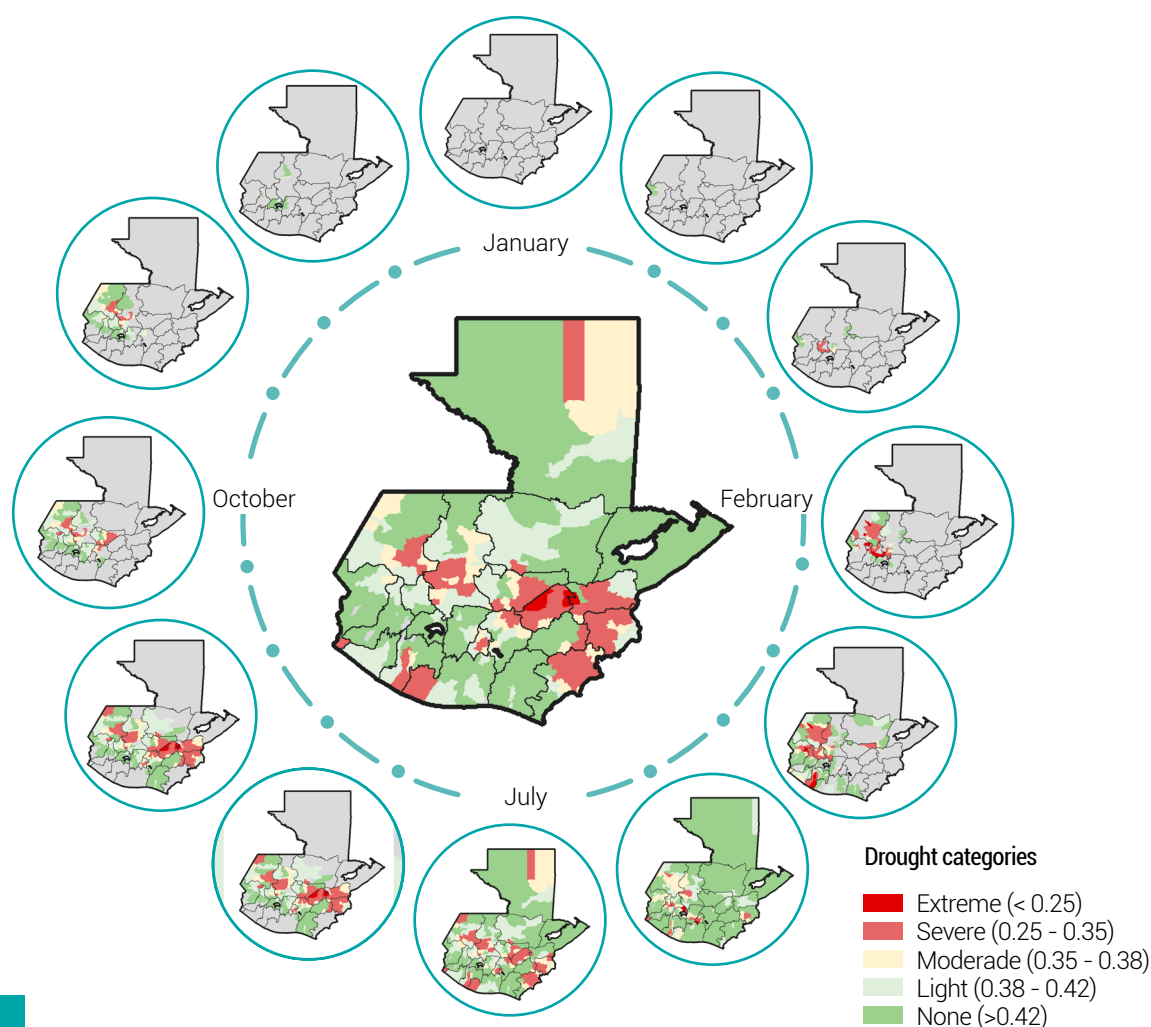 January
October
February
July
Drought categories
Extreme (< 0.25)
Severe (0.25 - 0.35)
Moderade (0.35 - 0.38)
Light (0.38 - 0.42)
None (>0.42)